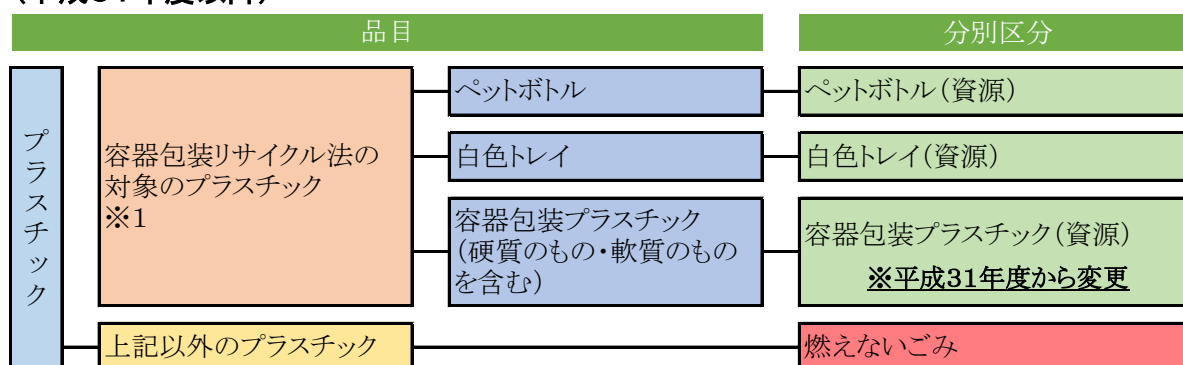 品目
分別区分
プラスチック
容器包装リサイクル法の
対象のプラスチック
※1
ペットボトル
ペットボトル(資源)
白色トレイ
白色トレイ(資源)
容器包装プラスチック
(硬質のもの・軟質のもの
を含む)
容器包装プラスチック(資源)
※平成31年度から変更
上記以外のプラスチック
燃えないごみ